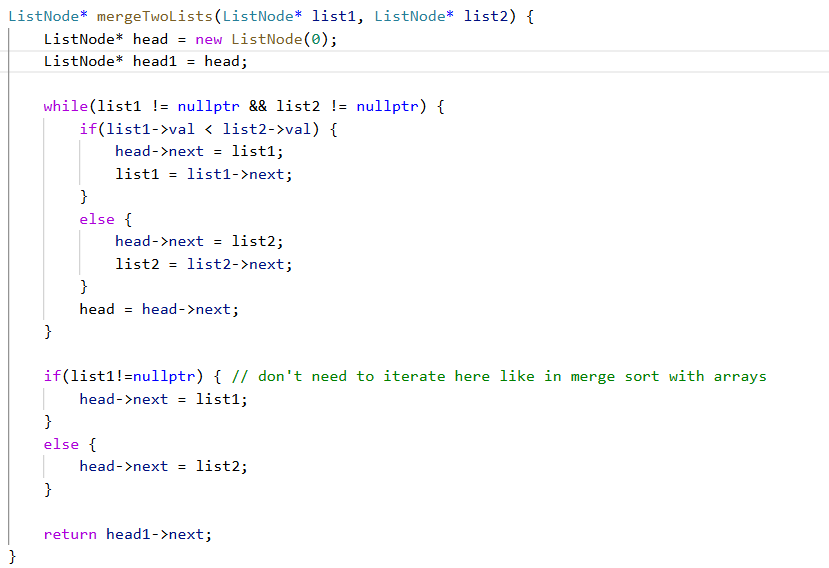 ListNode* mergeTwoLists(ListNode* list1, ListNode* list2) {
    ListNode* head = new ListNode(0);
    ListNode* head1 = head;

    while(list1 != nullptr && list2 != nullptr) {
        if(list1->val < list2->val) {
            head->next = list1;
            list1 = list1->next;
        }
        else {
            head->next = list2;
            list2 = list2->next;
        }
        head = head->next;
    }

    if(list1!=nullptr) { // don't need to iterate here like in merge sort with arrays
        head->next = list1;
    }
    else {
        head->next = list2;
    }

    return head1->next;
}